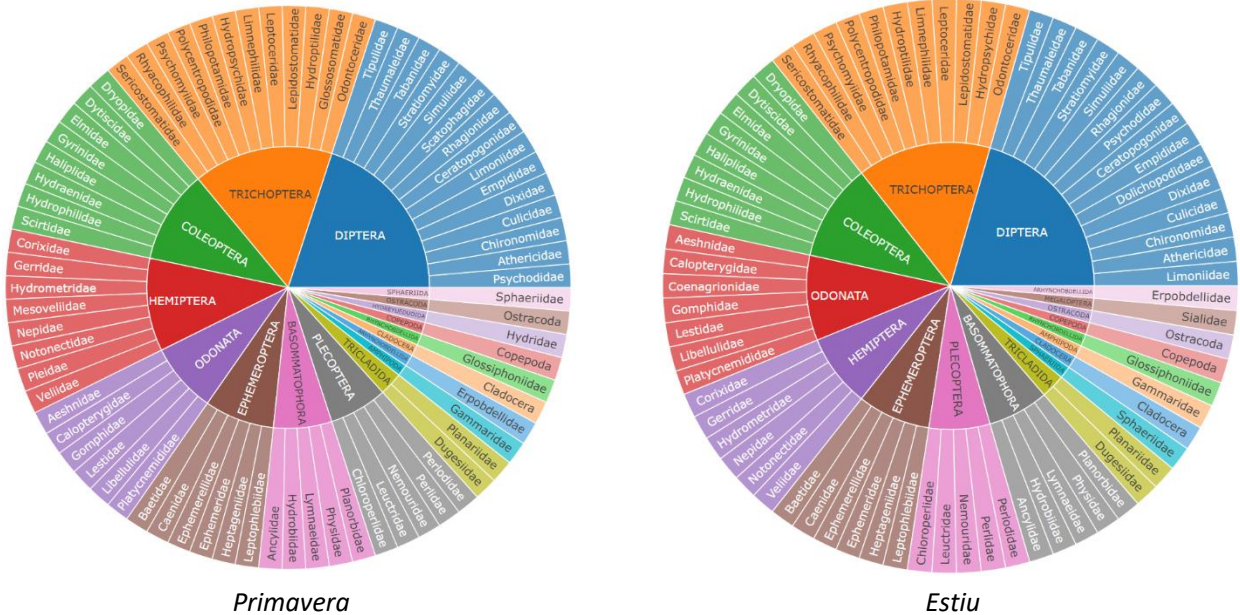 Tipulidae
Thaumaleidae
Tabanidae
Stratiomyidae
Simuliidae
Scatophagidae
Rhagionidae
Ceratopogonidae
Limoniidae
Empididae
Dixidae
Culicidae
Chironomidae
Athericidae
Psychodidae
Sphaeriidae
Ostracoda
Hydridae
Copepoda
Glossiphoniidae
Cladocera
Erpobdellidae
Gammaridae
Planariidae
Dugesiidae
Perlodidae
Perlidae
Nemouridae
Leuctridae
Chloroperlidae
Planorbidae
Physidae
Lymnaeidae
Hydrobiidae
Ancylidae
Leptophlebiidae
Heptageniidae
Ephemeridae
Ephemerellidae
Caenidae
Baetidae
Platycnemididae
Libellulidae
Lestidae
Gomphidae
Calopterygidae
Aeshnidae
Veliidae
Pleidae
Notonectidae
Nepidae
Mesoveliidae
Hydrometridae
Gerridae
Corixidae
Scirtidae
Hydrophilidae
Hydraenidae
Haliplidae
Gyrinidae
Elmidae
Dytiscidae
Dryopidae
Sericostomatidae
Rhyacophilidae
Psychomyiidae
Polycentropodidae
Philopotamidae
Hydropsychidae
Limnephilidae
Leptoceridae
Lepidostomatidae
Hydroptilidae
Glossosomatidae
Odontoceridae
DIPTERA
TRICHOPTERA
COLEOPTERA
HEMIPTERA
ODONATA
EPHEMEROPTERA
BASOMMATOPHORA
PLECOPTERA
TRICLADIDA
CLADOCERA
COPEPODA
OSTRACODA
SPHAERIIDA
Primavera
Tipulidae
Thaumaleidae
Tabanidae
Stratiomyidae
Simuliidae
Rhagionidae
Psychodidae
Ceratopogonidae
Empididae
Dolichopodidaee
Dixidae
Culicidae
Chironomidae
Athericidae
Limoniidae
Erpobdellidae
Sialidae
Ostracoda
Copepoda
Glossiphoniidae
Gammaridae
Cladocera
Sphaeriidae
Planariidae
Dugesiidae
Planorbidae
Physidae
Lymnaeidae
Hydrobiidae
Ancylidae
Perlodidae
Perlidae
Nemouridae
Leuctridae
Chloroperlidae
Leptophlebiidae
Heptageniidae
Ephemeridae
Ephemerellidae
Caenidae
Baetidae
Veliidae
Notonectidae
Nepidae
Hydrometridae
Gerridae
Corixidae
Platycnemididae
Libellulidae
Lestidae
Gomphidae
Coenagrionidae
Calopterygidae
Aeshnidae
Scirtidae
Hydrophilidae
Hydraenidae
Haliplidae
Gyrinidae
Elmidae
Dytiscidae
Dryopidae
Sericostomatidae
Rhyacophilidae
Psychomyiidae
Polycentropodidae
Philopotamidae
Hydroptilidae
Limnephilidae
Leptoceridae
Lepidostomatidae
Hydropsychidae
Odontoceridae
DIPTERA
TRICHOPTERA
COLEOPTERA
ODONATA
HEMIPTERA
EPHEMEROPTERA
PLECOPTERA
BASOMMATOPHORA
TRICLADIDA
CLADOCERA
AMPHIPODA
COPEPODA
OSTRACODA
MEGALOPTERA
Estiu